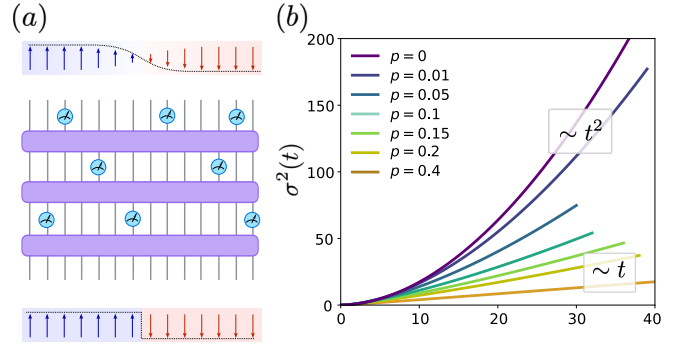 (a)
(b)
σ²(t)
200
150
100
50
0
p = 0
p = 0.01
p = 0.05
p = 0.1
p = 0.15
p = 0.2
p = 0.4
∼ t²
∼ t
0
10
20
30
40